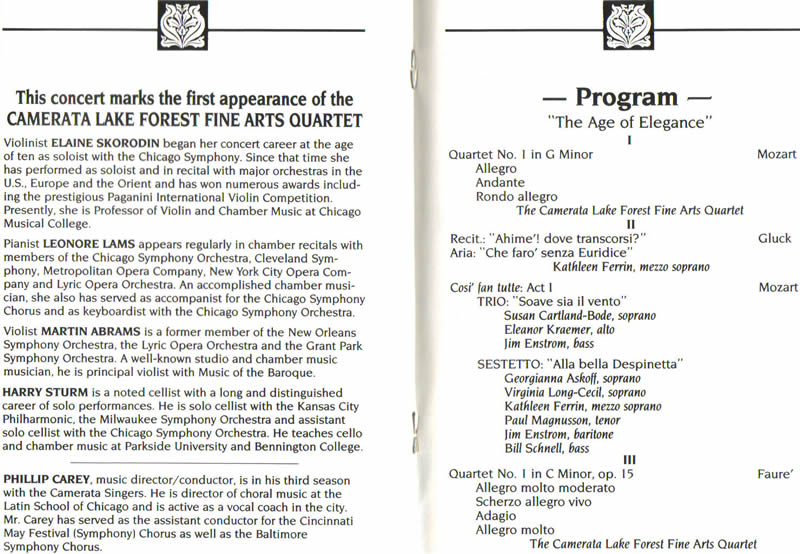 This concert marks the first appearance of the
CAMERATA LAKE FOREST FINE ARTS QUARTET
Violinist ELAINE SKORODIN began her concert career at the age
of ten as soloist with the Chicago Symphony. Since that time she
has performed as soloist and in recital with major orchestras in the
U.S., Europe and the Orient and has won numerous awards includ-
ing the prestigious Paganini International Violin Competition.
Presently, she is Professor of Violin and Chamber Music at Chicago
Musical College.
Pianist LEONORE LAMS appears regularly in chamber recitals with
members of the Chicago Symphony Orchestra, Cleveland Sym-
phony, Metropolitan Opera Company, New York City Opera Com-
pany and Lyric Opera Orchestra. An accomplished chamber musi-
cian, she also has served as accompanist for the Chicago Symphony
Chorus and as keyboardist with the Chicago Symphony Orchestra.
Violist MARTIN ABRAMS is a former member of the New Orleans
Symphony Orchestra, the Lyric Opera Orchestra and the Grant Park
Symphony Orchestra. A well-known studio and chamber music
musician, he is principal violist with Music of the Baroque.
HARRY STURM is a noted cellist with a long and distinguished
career of solo performances. He is solo cellist with the Kansas City
Philharmonic, the Milwaukee Symphony Orchestra and assistant
solo cellist with the Chicago Symphony Orchestra. He teaches cello
and chamber music at Parkside University and Bennington College.
PHILLIP CAREY, music director/conductor, is in his third season
with the Camerata Singers. He is director of choral music at the
Latin School of Chicago and is active as a vocal coach in the city.
Mr. Carey has served as the assistant conductor for the Cincinnati
May Festival (Symphony) Chorus as well as the Baltimore
Symphony Chorus.
— Program —
"The Age of Elegance"
I
Quartet No. 1 in G Minor Mozart
Allegro
Andante
Rondo allegro
The Camerata Lake Forest Fine Arts Quartet
II
Recit.: "Ahime'! dove transcorsi?" Gluck
Aria: "Che faro' senza Euridice"
Kathleen Ferrin, mezzo soprano
Cosi' fan tutte: Act I Mozart
TRIO: "Soave sia il vento"
Susan Cartland-Bode, soprano
Eleanor Kraemer, alto
Jim Enstrom, bass
SESTETTO: "Alla bella Despinetta"
Georgianna Askoff, soprano
Virginia Long-Cecil, soprano
Kathleen Ferrin, mezzo soprano
Paul Magnusson, tenor
Jim Enstrom, baritone
Bill Schnell, bass
III
Quartet No. 1 in C Minor, op. 15 Faure'
Allegro molto moderato
Scherzo allegro vivo
Adagio
Allegro molto
The Camerata Lake Forest Fine Arts Quartet